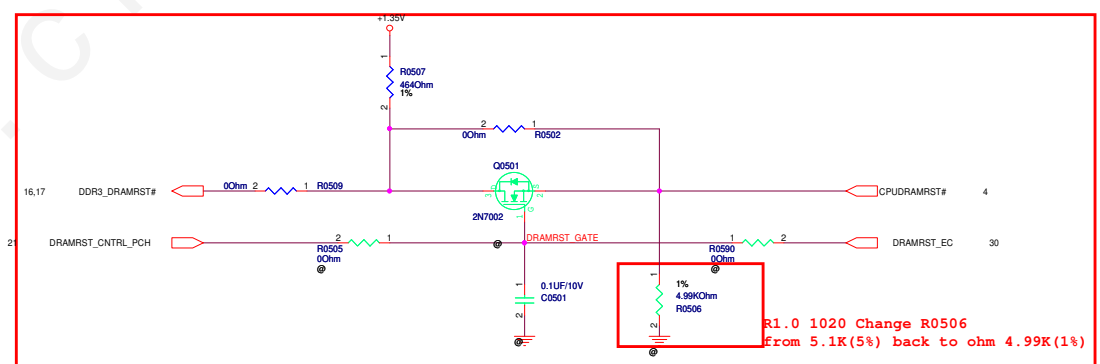 +1.35V
1
R0507
464Ohm
1%
2
2
1
0Ohm
R0502
Q0501
16,17
DDR3_DRAMRST#
0Ohm
2
1
R0509
3
D
S
2
G
1
CPUDRAMRST#
4
2N7002
21
DRAMRST_CNTRL_PCH
2
1
R0505
0Ohm
@
@
DRAMRST_GATE
1
2
R0590
0Ohm
@
DRAMRST_EC
30
1
0.1UF/10V
C0501
2
@
1
1%
4.99KOhm
R0506
2
@
R1.0 1020 Change R0506
from 5.1K(5%) back to ohm 4.99K(1%)